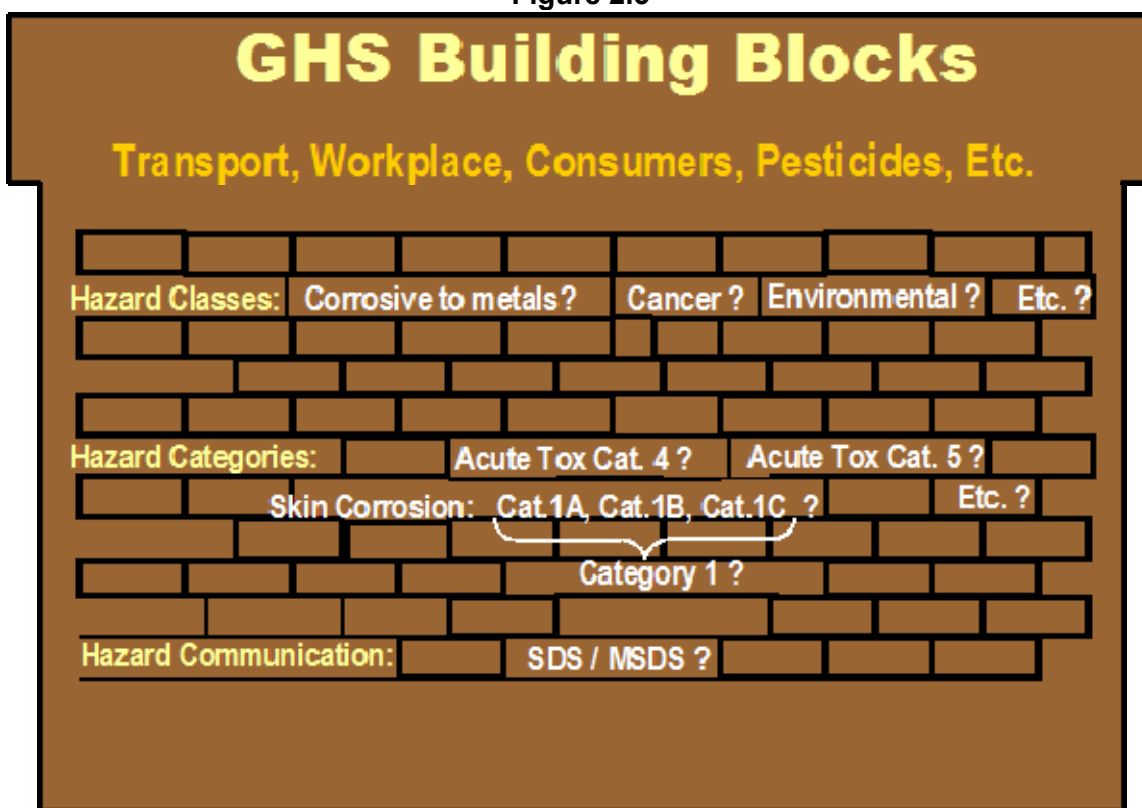 GHS Building Blocks
Transport, Workplace, Consumers, Pesticides, Etc.
Hazard Classes: Corrosive to metals? Cancer? Environmental? Etc. ?
Hazard Categories: Acute Tox Cat. 4 ? Acute Tox Cat. 5 ?
Skin Corrosion: Cat.1A, Cat.1B, Cat.1C ? Etc. ?
Category 1 ?
Hazard Communication: SDS / MSDS ?